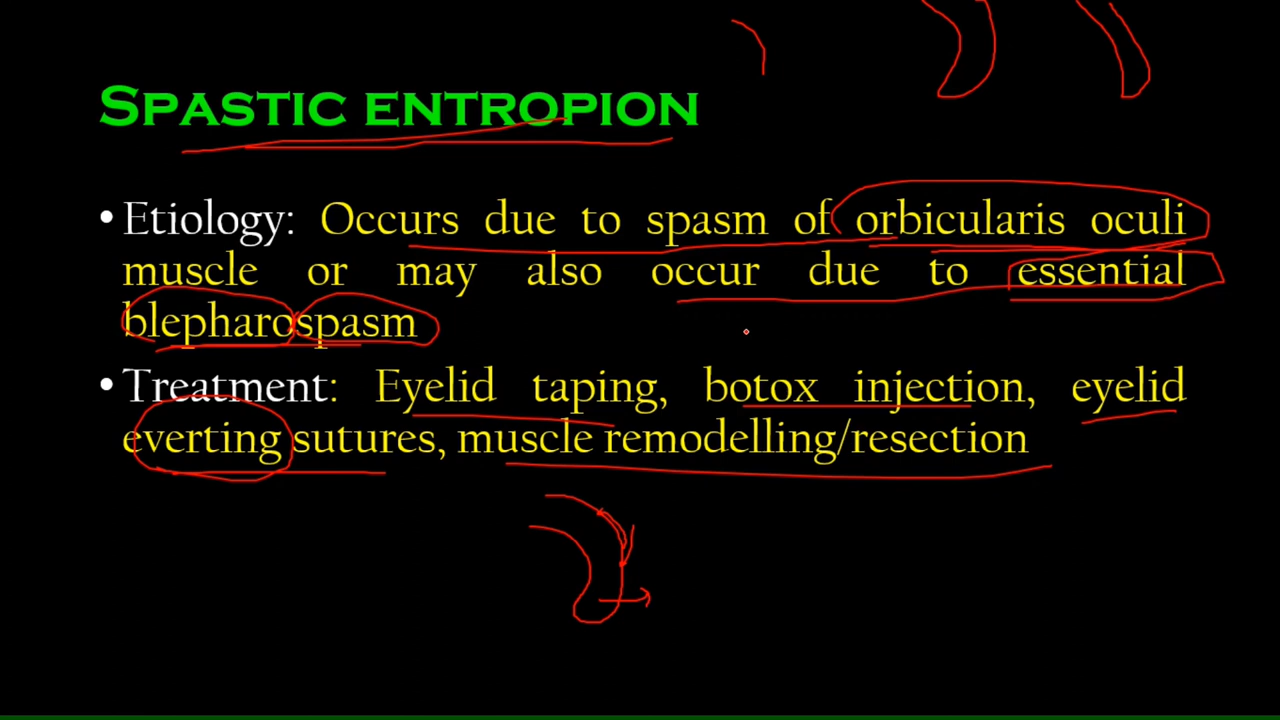 SPASTIC ENTROPION
• Etiology: Occurs due to spasm of orbicularis oculi
muscle or may also occur due to essential
blepharospasm
• Treatment: Eyelid taping, botox injection, eyelid
everting sutures, muscle remodelling/resection